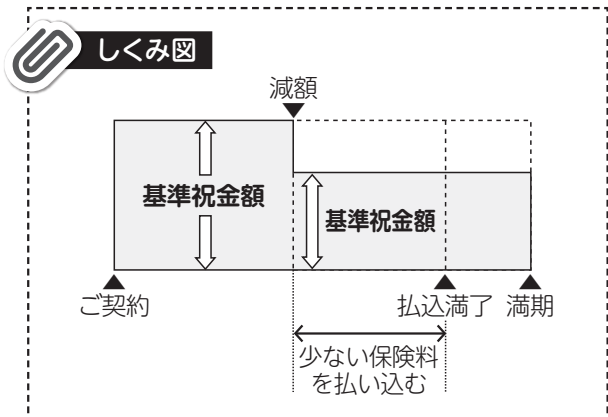 しくみ図
減額
基準祝金額
基準祝金額
ご契約
払込満了
満期
少ない保険料
を払い込む